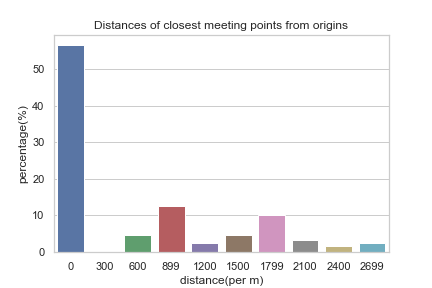 Distances of closest meeting points from origins
percentage(%)
50
40
30
20
10
0
0 300 600 899 1200 1500 1799 2100 2400 2699
distance(per m)